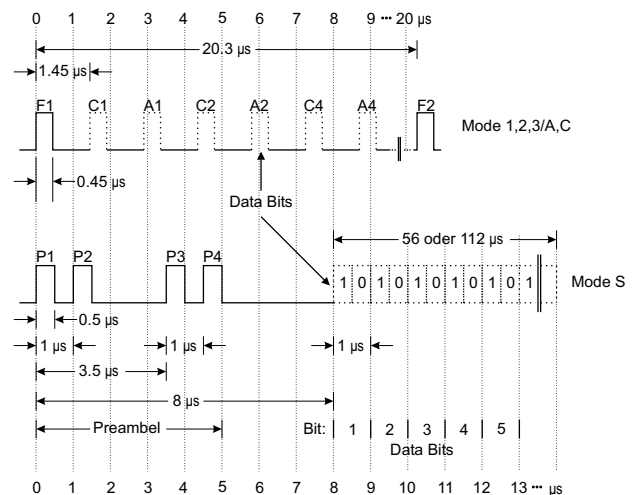 0 1 2 3 4 5 6 7 8 9 ••• 20 µs
20.3 µs
1.45 µs
F1 C1 A1 C2 A2 C4 A4 F2
Mode 1,2,3/A,C
0.45 µs
Data Bits
56 oder 112 µs
P1 P2 P3 P4
1 0 1 0 1 0 1 0 1 0 1
Mode S
0.5 µs
1 µs 1 µs 1 µs
3.5 µs
8 µs
Preambel
Bit: 1 2 3 4 5
Data Bits
0 1 2 3 4 5 6 7 8 9 10 11 12 13 ••• µs